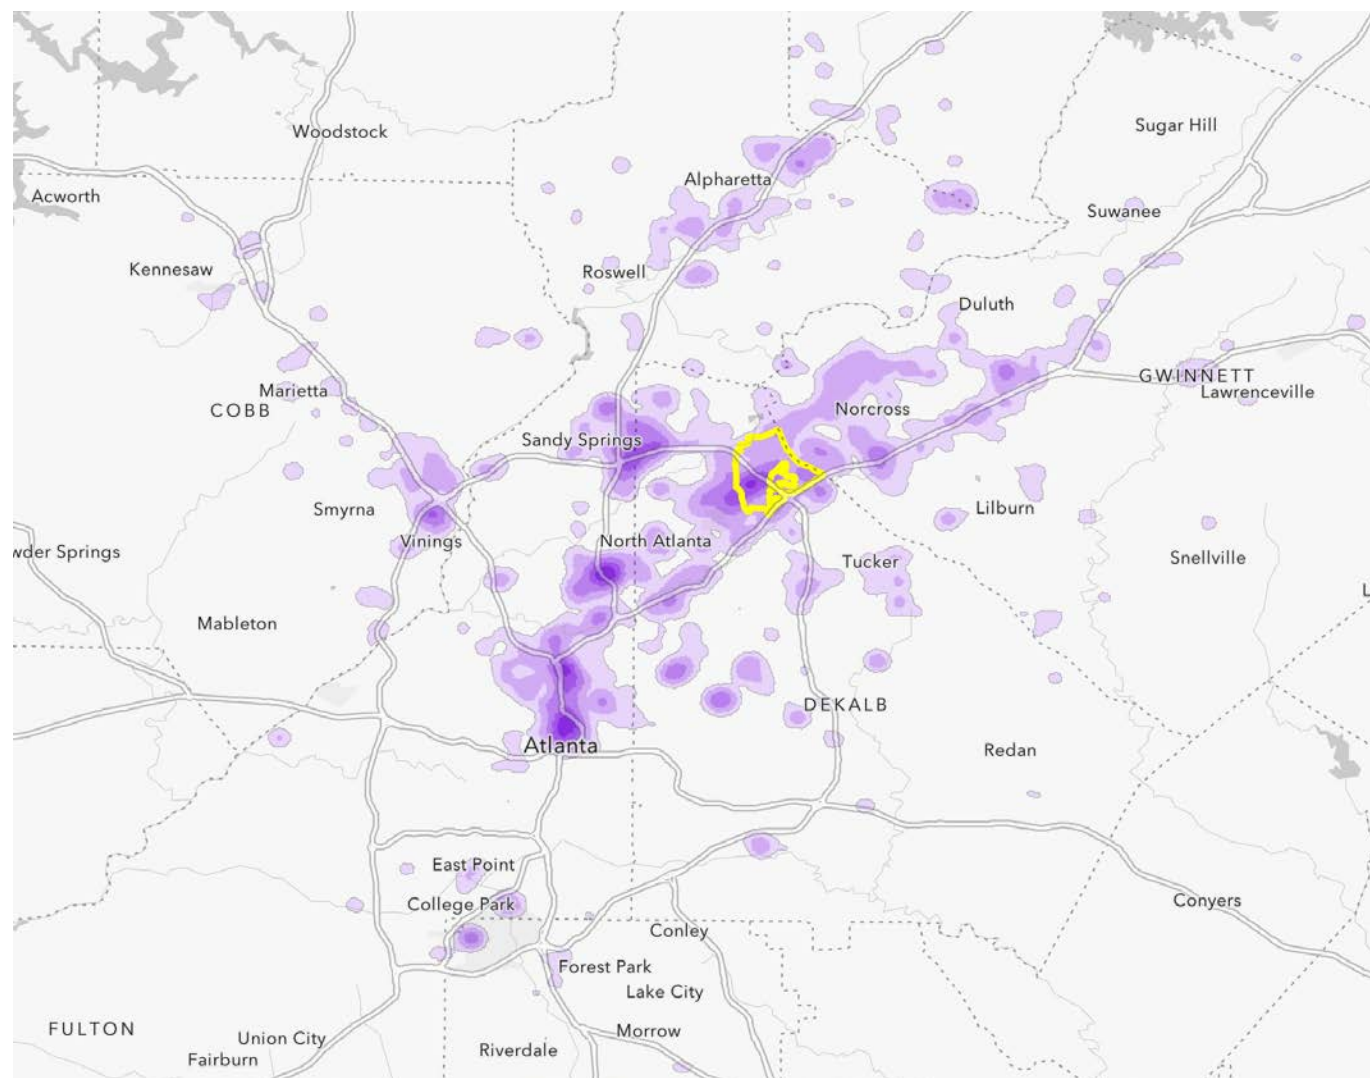 Woodstock
Sugar Hill
Acworth
Alpharetta
Suwanee
Kennesaw
Roswell
Duluth
GWINNETT
Marietta
Lawrenceville
COBB
Norcross
Sandy Springs
Smyrna
Lilburn
Vinings
North Atlanta
wder Springs
Tucker
Snellville
L
Mableton
DEKALB
Atlanta
Redan
East Point
College Park
Conyers
Conley
Forest Park
Lake City
FULTON
Union City
Morrow
Fairburn
Riverdale